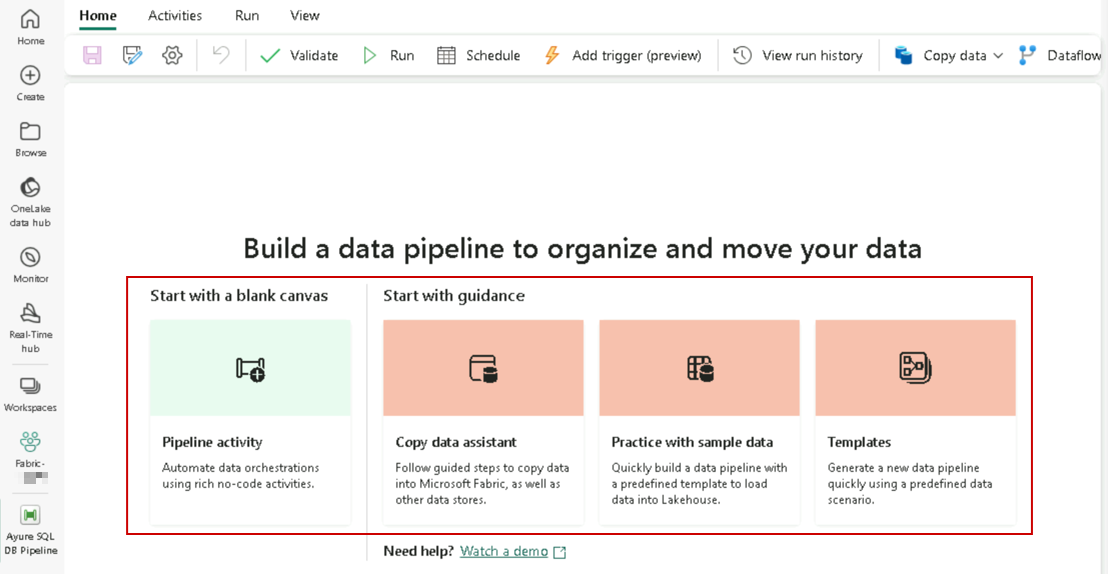 Home Activities Run View
Validate Run Schedule Add trigger (preview) View run history Copy data Dataflow
Home
Create
Browse
OneLake
data hub
Monitor
Real-Time
hub
Workspaces
Fabric-
Ayure SQL
DB Pipeline
Build a data pipeline to organize and move your data
Start with a blank canvas
Pipeline activity
Automate data orchestrations
using rich no-code activities.
Start with guidance
Copy data assistant
Follow guided steps to copy data
into Microsoft Fabric, as well as
other data stores.
Practice with sample data
Quickly build a data pipeline with
a predefined template to load
data into Lakehouse.
Templates
Generate a new data pipeline
quickly using a predefined data
scenario.
Need help? Watch a demo